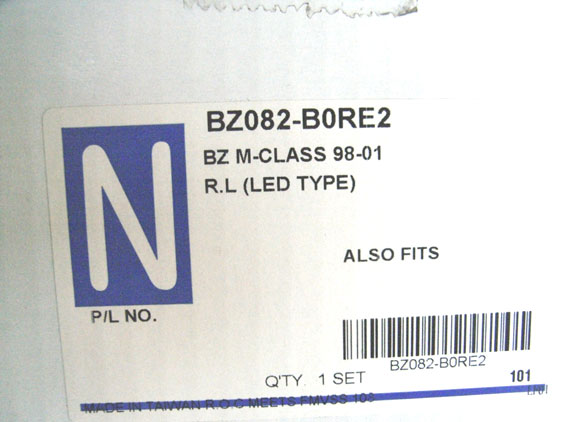 BZ082-B0RE2
BZ M-CLASS 98-01
R.L (LED TYPE)
N
ALSO FITS
P/L NO.
BZ082-B0RE2
Q'TY. 1 SET
101
MADE IN TAIWAN R.O.C MEETS FMVSS 108